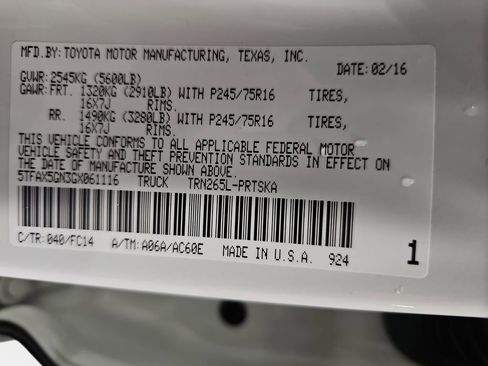 MFD.BY: TOYOTA MOTOR MANUFACTURING, TEXAS, INC.
DATE: 02/16
GVWR: 2545KG (5600LB)
GAWR: FRT. 1320KG (2910LB) WITH P245/75R16 TIRES,
16X7J RIMS.
RR. 1490KG (3280LB) WITH P245/75R16 TIRES,
16X7J RIMS.
THIS VEHICLE CONFORMS TO ALL APPLICABLE FEDERAL MOTOR
VEHICLE SAFETY AND THEFT PREVENTION STANDARDS IN EFFECT ON
THE DATE OF MANUFACTURE SHOWN ABOVE.
5TFAX5GN3GX061116 TRUCK TRN265L-PRTSKA
C/TR: 040/FC14 A/TM: A06A/AC60E MADE IN U.S.A. 924 1